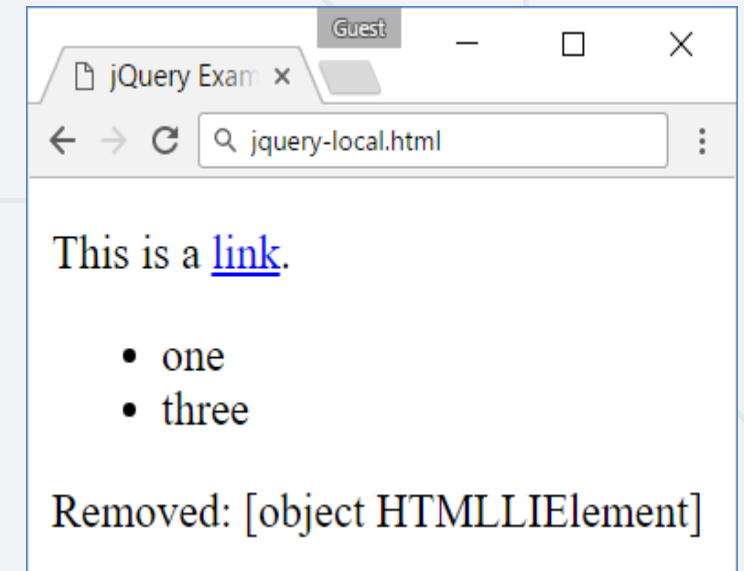 Guest
jQuery Exam
jquery-local.html
This is a link.
• one
• three
Removed: [object HTMLLIElement]